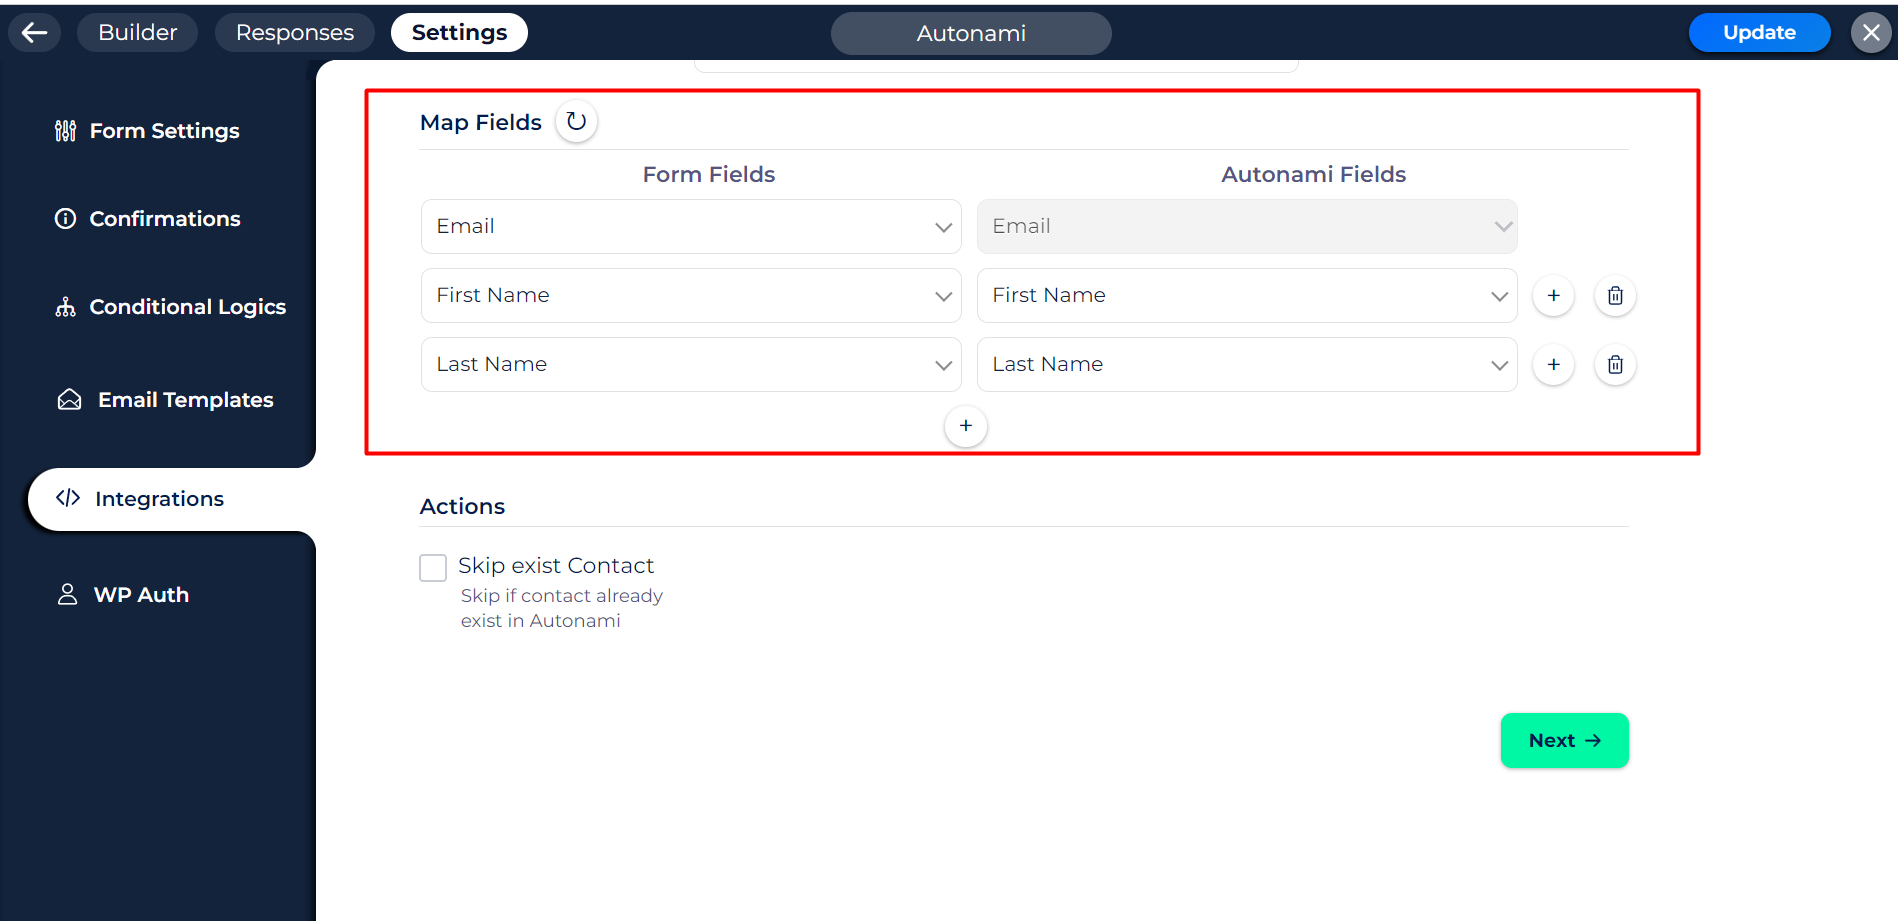 Builder
Responses
Settings
Autonami
Update
Form Settings
Confirmations
Conditional Logics
Email Templates
Integrations
WP Auth
Map Fields
Form Fields
Autonami Fields
Email
Email
First Name
First Name
Last Name
Last Name
Actions
Skip exist Contact
Skip if contact already
exist in Autonami
Next